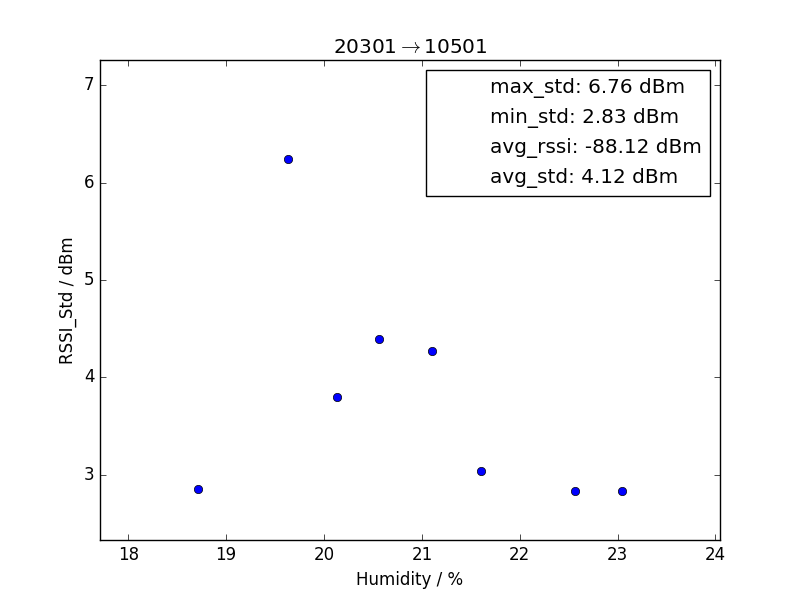 20301→10501
max_std: 6.76 dBm
min_std: 2.83 dBm
avg_rssi: -88.12 dBm
avg_std: 4.12 dBm
7
6
5
4
3
RSSI_Std / dBm
18 19 20 21 22 23 24
Humidity / %